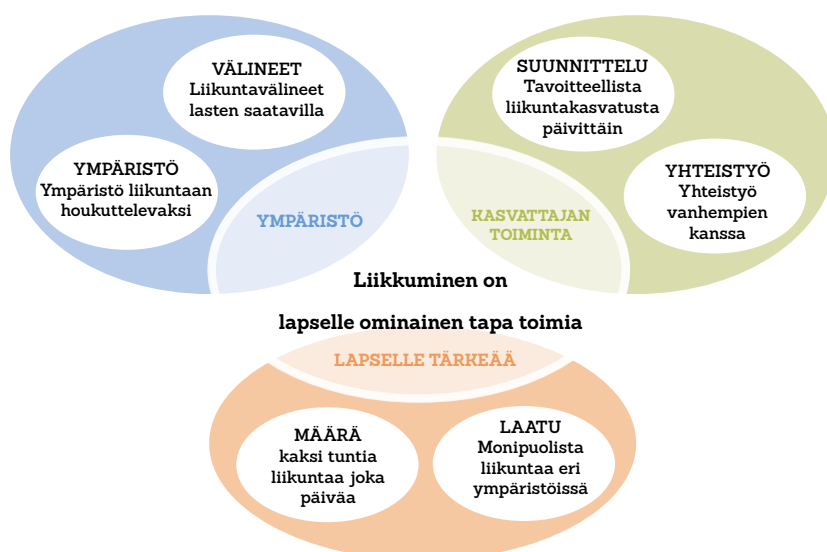 VÄLINEET
Liikuntavälineet
lasten saatavilla
YMPÄRISTÖ
Ympäristö liikuntaan
houkuttelevaksi
YMPÄRISTÖ
SUUNNITTELU
Tavoitteellista
liikuntakasvatusta
päivittäin
YHTEISTYÖ
Yhteistyö
vanhempien
kanssa
KASVATTAJAN
TOIMINTA
Liikkuminen on
lapselle ominainen tapa toimia
LAPSELLE TÄRKEÄÄ
MÄÄRÄ
kaksi tuntia
liikuntaa joka
päivää
LAATU
Monipuolista
liikuntaa eri
ympäristöissä